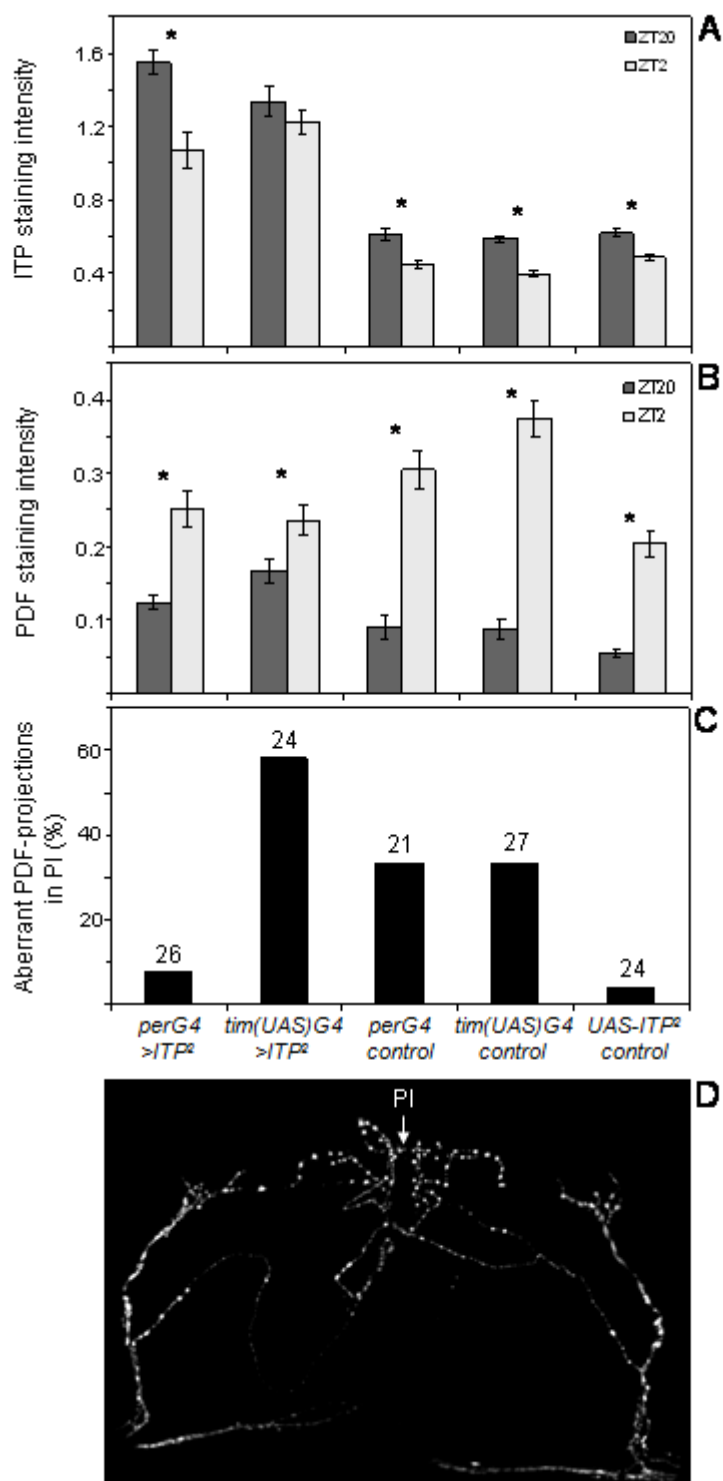 A
*
ZT20
ZT2
1.6
1.2
0.8
0.4
*
*
*
ITP staining intensity
B
ZT20
ZT2
0.4
0.3
0.2
0.1
*
*
*
*
*
PDF staining intensity
C
60
40
20
26
24
21
27
24
Aberrant PDF-projections
in PI (%)
perG4
>ITP²
tim(UAS)G4
>ITP²
perG4
control
tim(UAS)G4
control
UAS-ITP²
control
D
PI